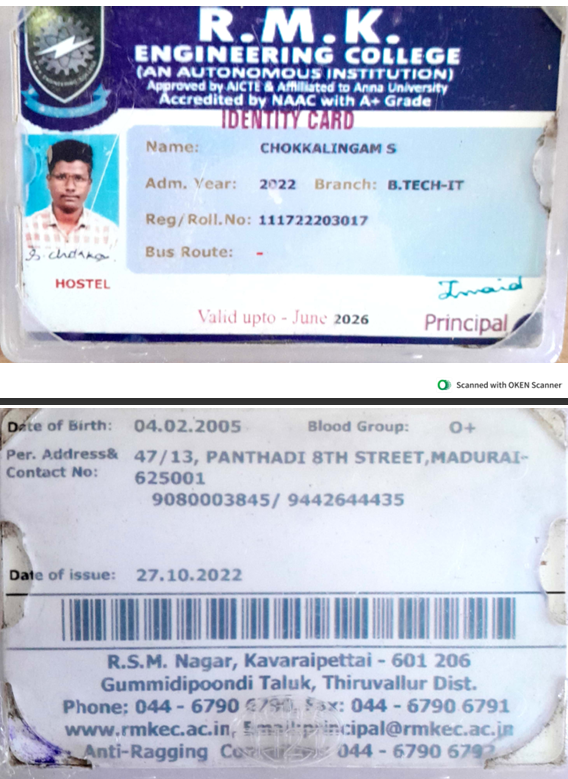 R.M.K.
ENGINEERING COLLEGE
(AN AUTONOMOUS INSTITUTION)
Approved by AICTE & Affiliated to Anna University
Accredited by NAAC with A+ Grade
IDENTITY CARD
Name: CHOKKALINGAM S
Adm. Year: 2022 Branch: B.TECH-IT
Reg/Roll.No: 111722203017
Bus Route: -
HOSTEL
Valid upto - June 2026
Principal
Scanned with OKEN Scanner
Date of Birth: 04.02.2005 Blood Group: O+
Per. Address& 47/13, PANTHADI 8TH STREET,MADURAI-
Contact No: 625001
9080003845/ 9442644435
Date of issue: 27.10.2022
R.S.M. Nagar, Kavaraipettai - 601 206
Gummidipoondi Taluk, Thiruvallur Dist.
Phone: 044 - 6790 6790, Fax: 044 - 6790 6791
www.rmkec.ac.in, Email:principal@rmkec.ac.in
Anti-Ragging 044 - 6790